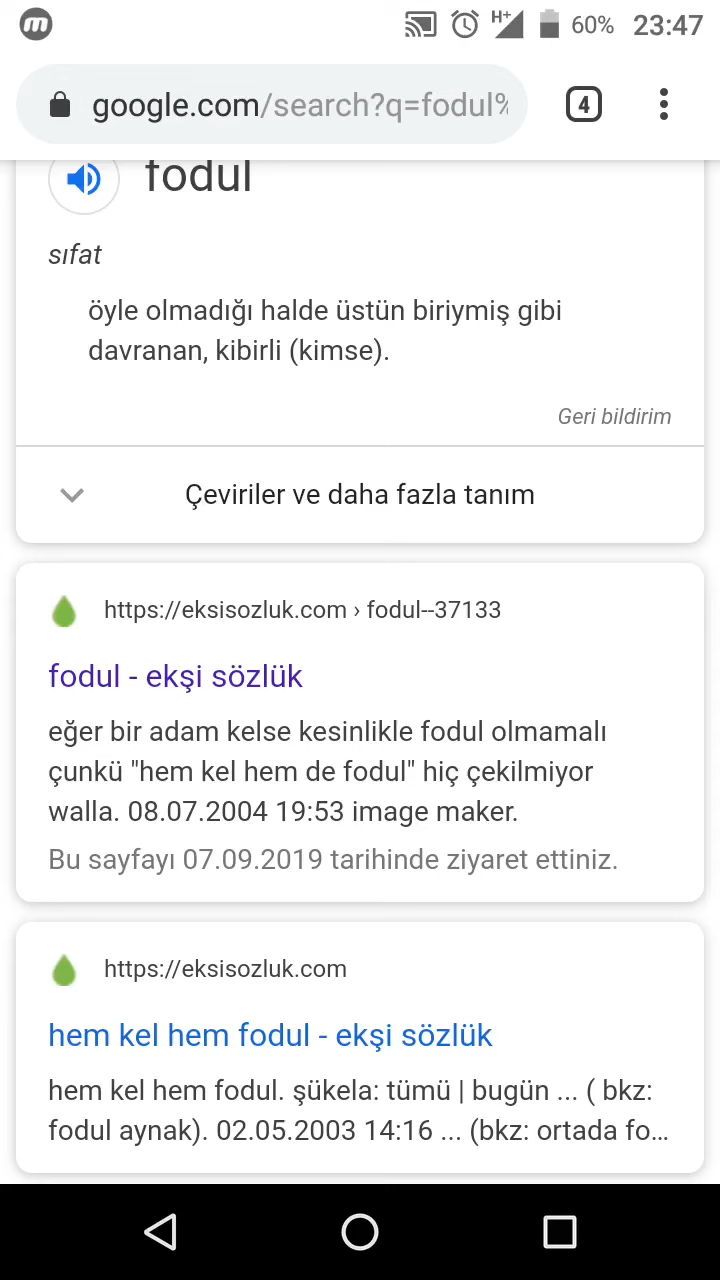 m
H+
60% 23:47
google.com/search?q=fodul%
4
fodul
sıfat
öyle olmadığı halde üstün biriymiş gibi
davranan, kibirli (kimse).
Geri bildirim
Çeviriler ve daha fazla tanım
https://eksisozluk.com › fodul--37133
fodul - ekşi sözlük
eğer bir adam kelse kesinlikle fodul olmamalı
çunkü "hem kel hem de fodul" hiç çekilmiyor
walla. 08.07.2004 19:53 image maker.
Bu sayfayı 07.09.2019 tarihinde ziyaret ettiniz.
https://eksisozluk.com
hem kel hem fodul - ekşi sözlük
hem kel hem fodul. şükela: tümü | bugün ... ( bkz:
fodul aynak). 02.05.2003 14:16 ... (bkz: ortada fo...